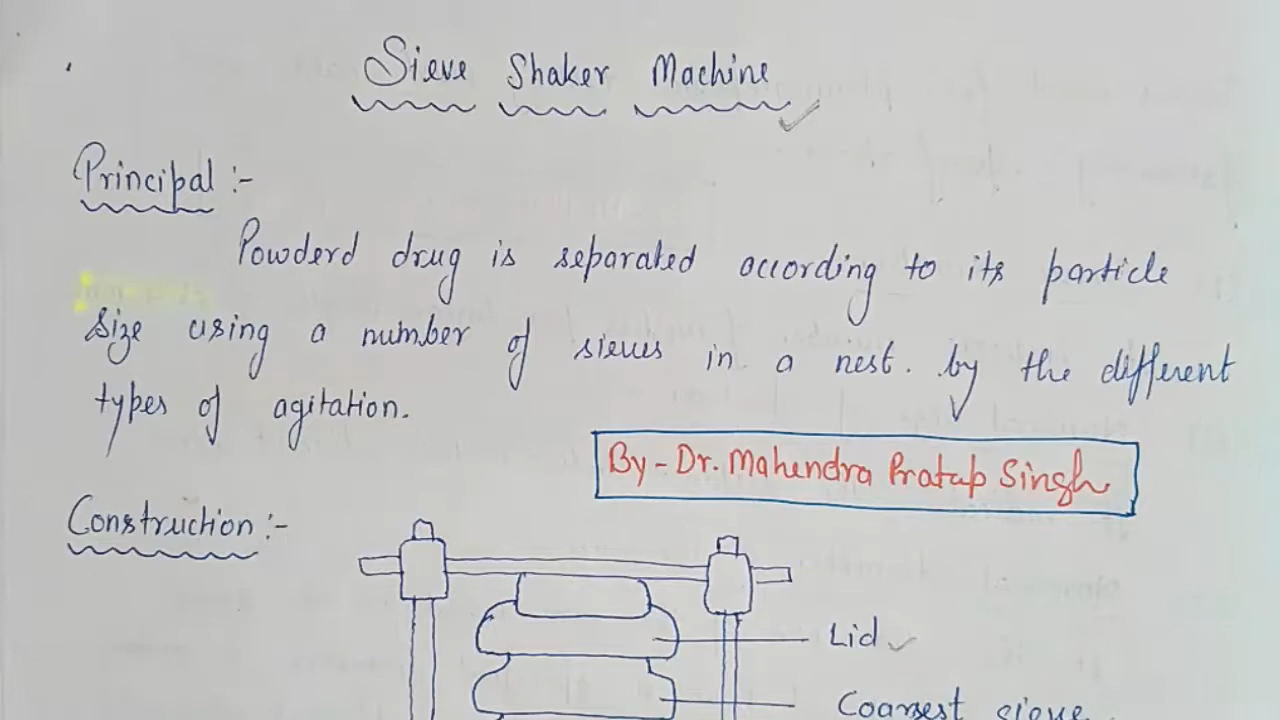 Sieve Shaker Machine
Principal :-
Powderd drug is separated according to its particle
size using a number of sieves in a nest. by the different
types of agitation.
By - Dr. Mahendra Pratap Singh
Construction :-
Lid
Coarsest sieve